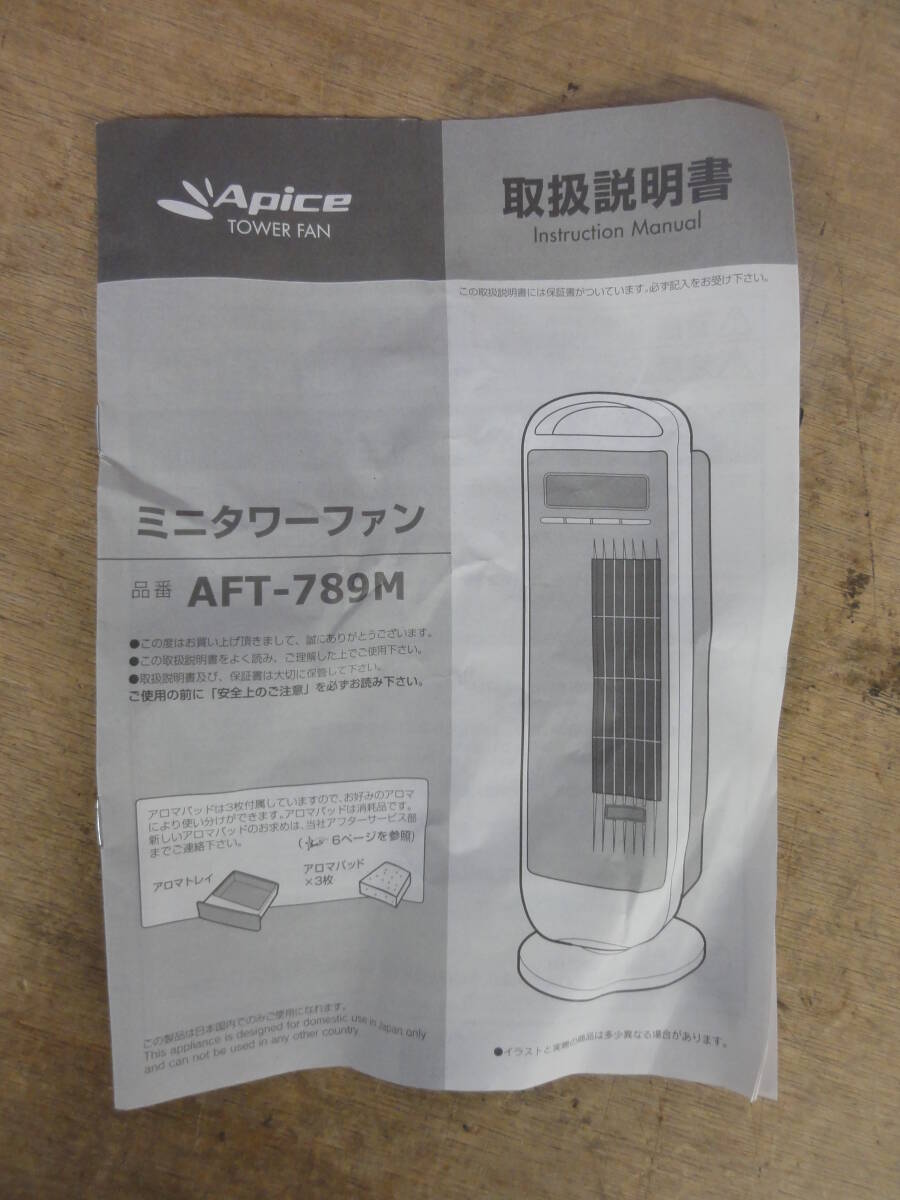 Apice
TOWER FAN
取扱説明書
Instruction Manual
この取扱説明書には保証書がついています。必ず記入をお受け下さい。
ミニタワーファン
品番 AFT-789M
●この度はお買い上げ頂きまして、誠にありがとうございます。
●この取扱説明書をよく読み、ご理解した上でご使用下さい。
●取扱説明書及び、保証書は大切に保管して下さい。
ご使用の前に「安全上のご注意」を必ずお読み下さい。
アロマパッドは3枚付属していますので、お好みのアロマ
により使い分けができます。アロマパッドは消耗品です。
新しいアロマパッドのお求めは、当社アフターサービス部
までご連絡下さい。
(☞ 6ページを参照)
アロマトレイ
アロマパッド
×3枚
この製品は日本国内でのみご使用になれます。
This appliance is designed for domestic use in Japan only
and can not be used in any other country.
●イラストと実際の商品は多少異なる場合があります。